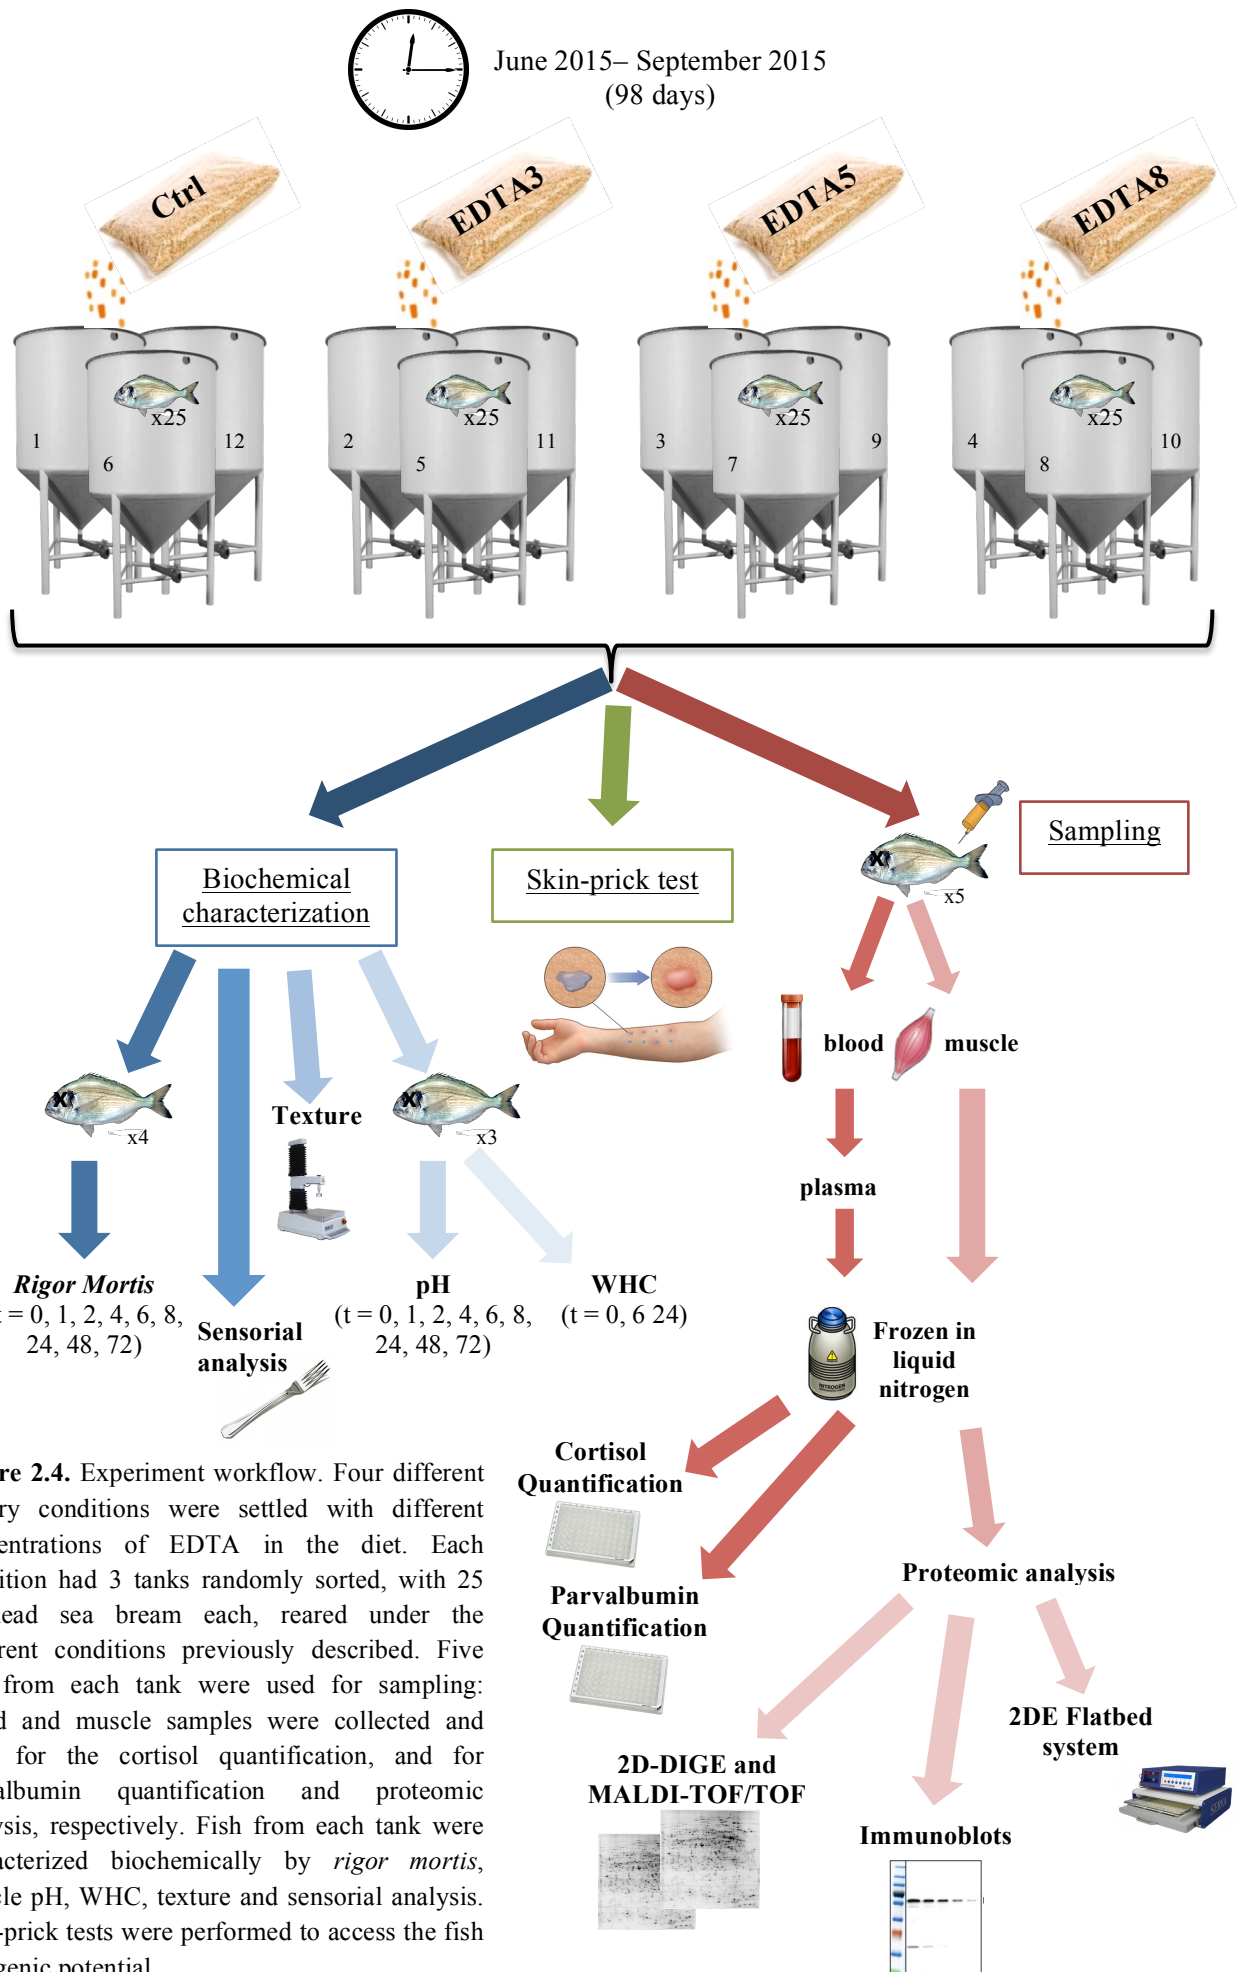 June 2015– September 2015
(98 days)
Ctrl
EDTA3
EDTA5
EDTA8
x25
x25
x25
x25
1
6
12
2
5
11
3
7
9
4
8
10
Biochemical
characterization
Skin-prick test
Sampling
x5
blood
muscle
x4
Texture
x3
plasma
Rigor Mortis
t = 0, 1, 2, 4, 6, 8,
24, 48, 72)
Sensorial
analysis
pH
(t = 0, 1, 2, 4, 6, 8,
24, 48, 72)
WHC
(t = 0, 6 24)
NITROGEN
Frozen in
liquid
nitrogen
Cortisol
Quantification
Parvalbumin
Quantification
Proteomic analysis
2D-DIGE and
MALDI-TOF/TOF
Immunoblots
2DE Flatbed
system
re 2.4. Experiment workflow. Four different
ry conditions were settled with different
entrations of EDTA in the diet. Each
ition had 3 tanks randomly sorted, with 25
ead sea bream each, reared under the
rent conditions previously described. Five
from each tank were used for sampling:
d and muscle samples were collected and
for the cortisol quantification, and for
albumin quantification and proteomic
ysis, respectively. Fish from each tank were
acterized biochemically by rigor mortis,
le pH, WHC, texture and sensorial analysis.
-prick tests were performed to access the fish
genic potential.